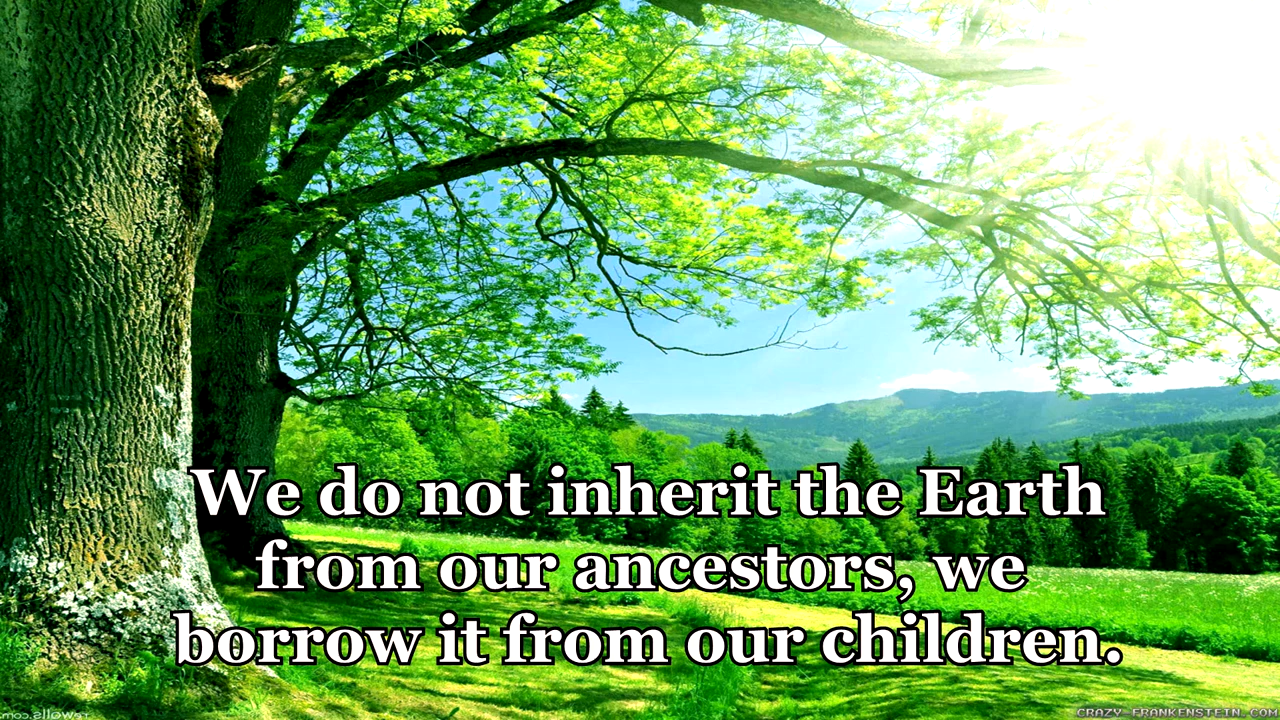 We do not inherit the Earth
from our ancestors, we
borrow it from our children.
CRAZY-FRANKENSTEIN.COM